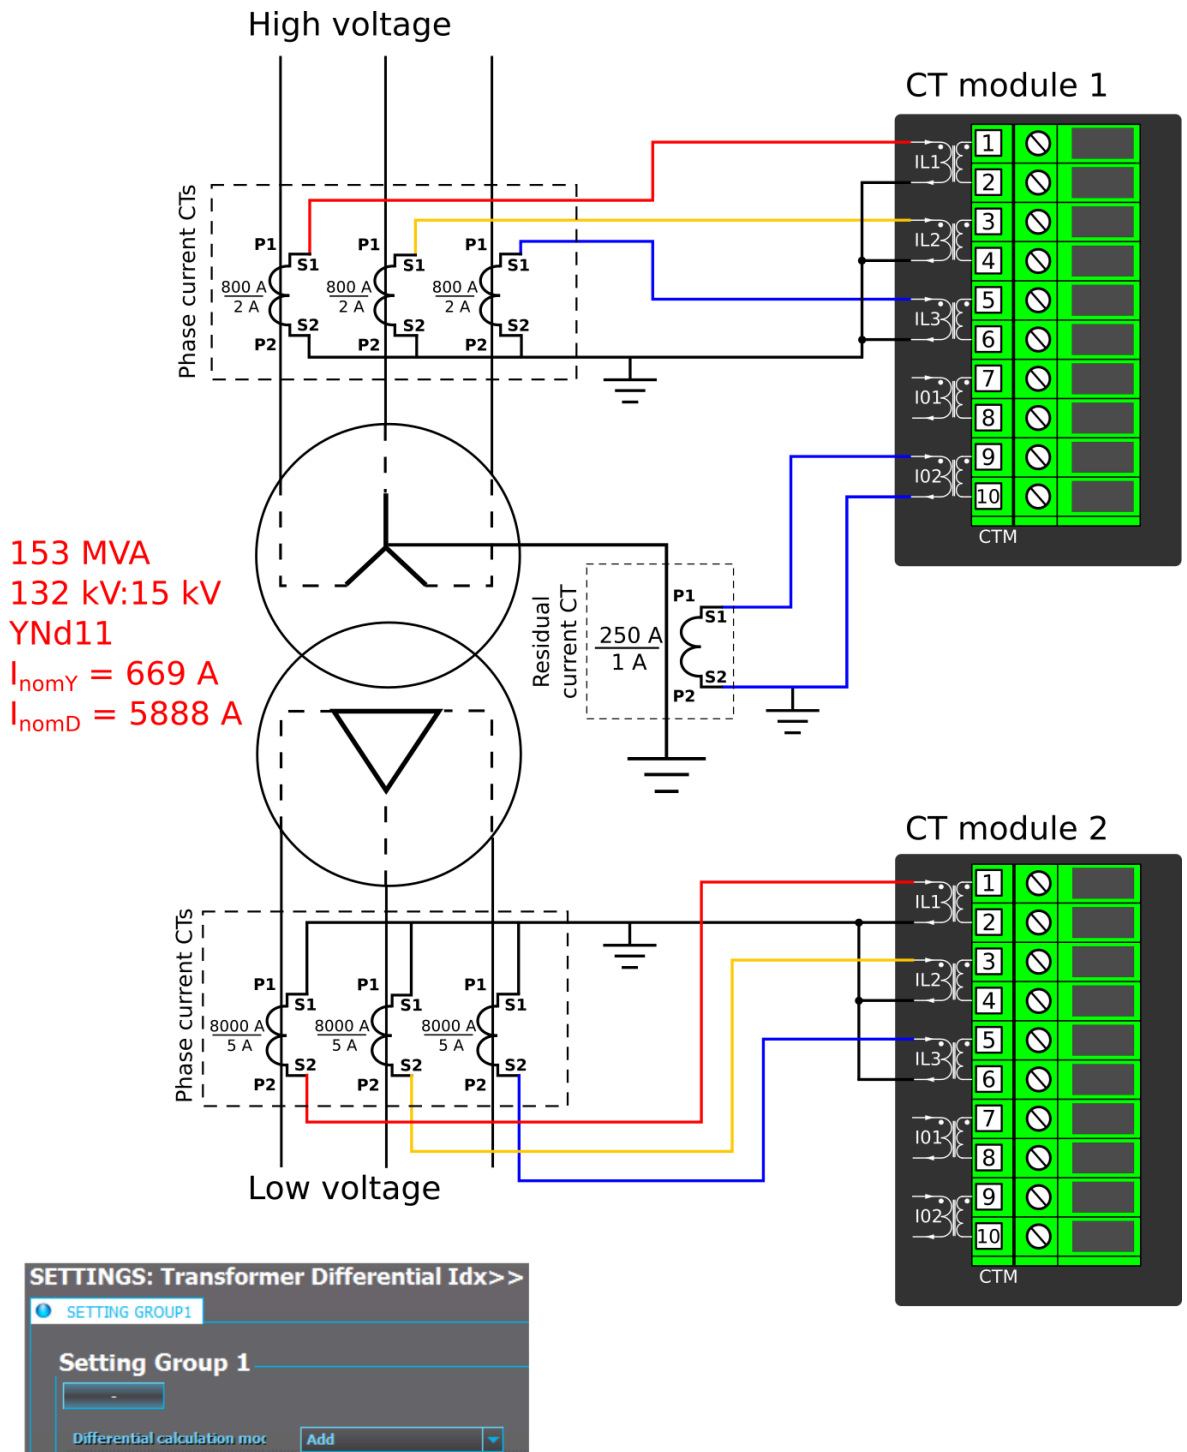 High voltage
CT module 1
Phase current CTs
P1
S1
800 A
2 A
S2
P2
P1
S1
800 A
2 A
S2
P2
P1
S1
800 A
2 A
S2
P2
IL1
1
2
IL2
3
4
IL3
5
6
I01
7
8
I02
9
10
CTM
153 MVA
132 kV:15 kV
YNd11
InomY = 669 A
InomD = 5888 A
Residual
current CT
P1
S1
250 A
1 A
S2
P2
CT module 2
Phase current CTs
P1
S1
8000 A
5 A
S2
P2
P1
S1
8000 A
5 A
S2
P2
P1
S1
8000 A
5 A
S2
P2
IL1
1
2
IL2
3
4
IL3
5
6
I01
7
8
I02
9
10
CTM
Low voltage
SETTINGS: Transformer Differential Idx>>
SETTING GROUP1
Setting Group 1
-
Differential calculation moc
Add